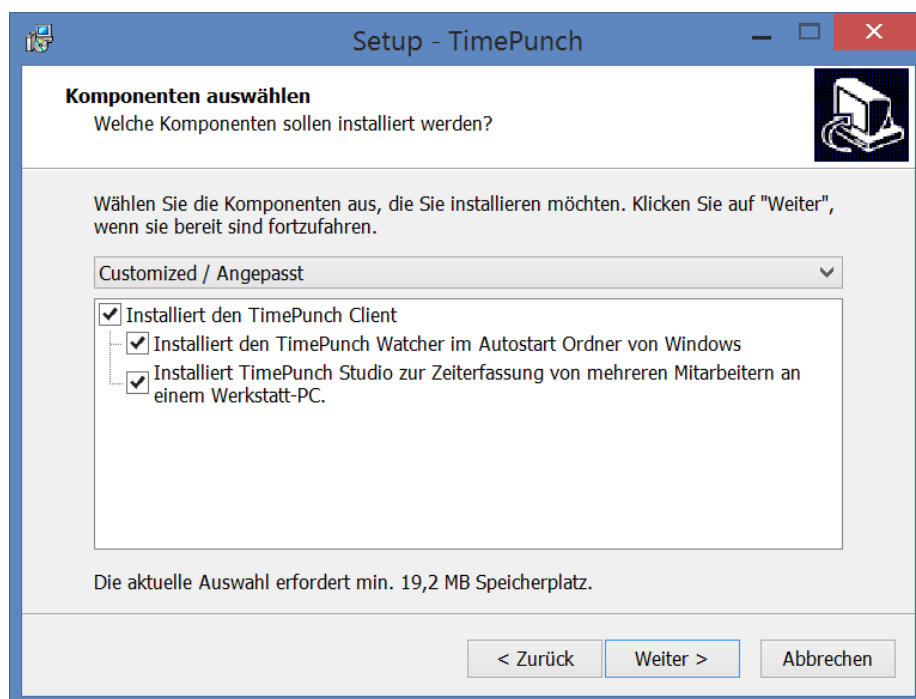 Setup - TimePunch
Komponenten auswählen
Welche Komponenten sollen installiert werden?
Wählen Sie die Komponenten aus, die Sie installieren möchten. Klicken Sie auf "Weiter",
wenn sie bereit sind fortzufahren.
Customized / Angepasst
Installiert den TimePunch Client
Installiert den TimePunch Watcher im Autostart Ordner von Windows
Installiert TimePunch Studio zur Zeiterfassung von mehreren Mitarbeitern an
einem Werkstatt-PC.
Die aktuelle Auswahl erfordert min. 19,2 MB Speicherplatz.
< Zurück
Weiter >
Abbrechen